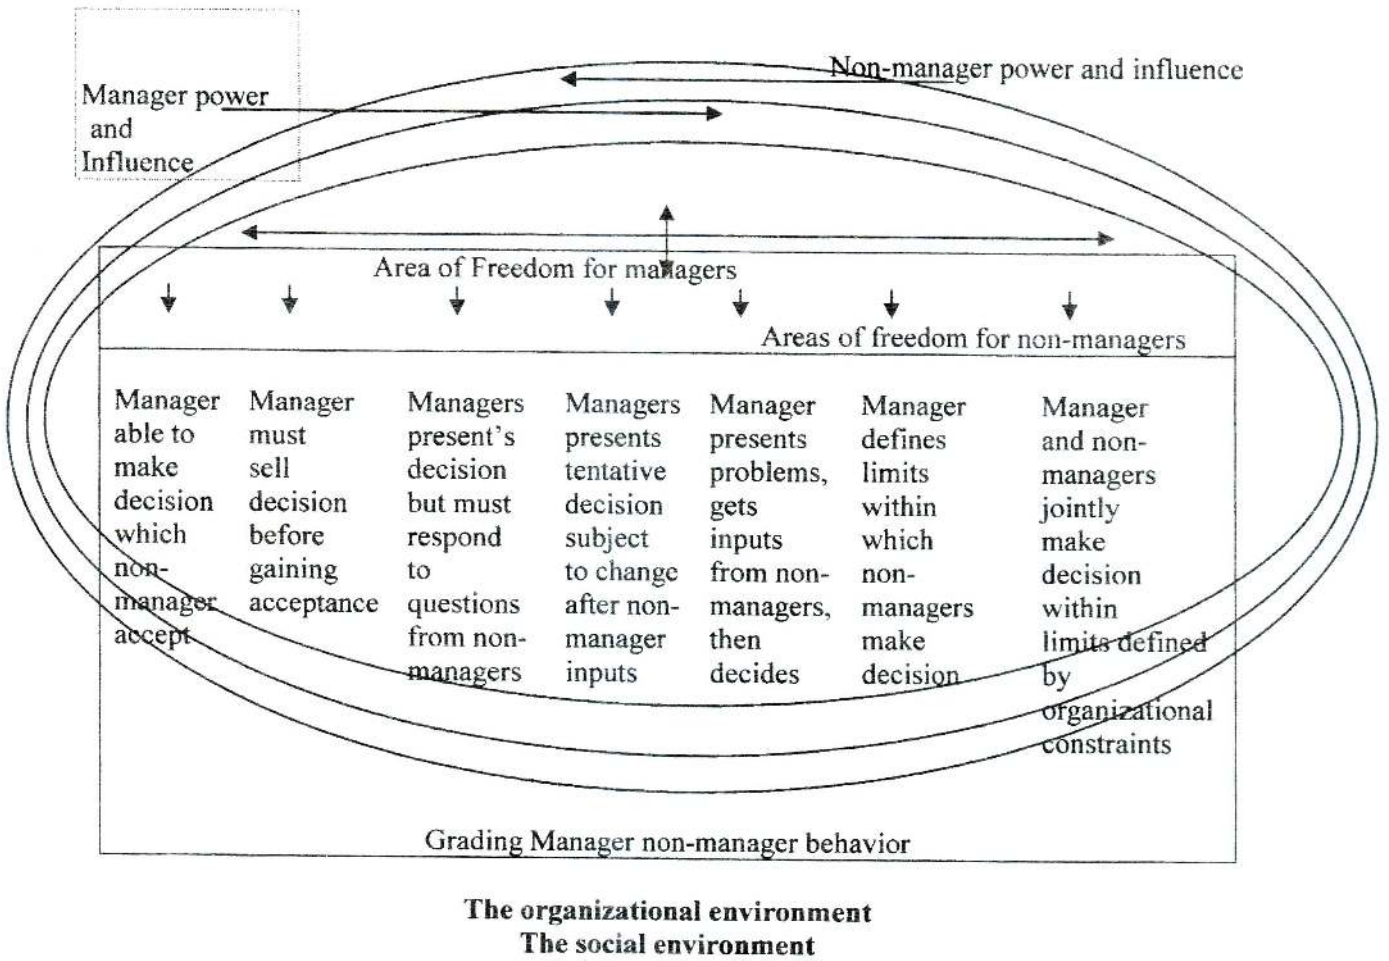 Non-manager power and influence
Manager power
and
Influence
Area of Freedom for managers
Areas of freedom for non-managers
Manager
able to
make
decision
which
non-
manager
accept
Manager
must
sell
decision
before
gaining
acceptance
Managers
present's
decision
but must
respond
to
questions
from non-
managers
Managers
presents
tentative
decision
subject
to change
after non-
manager
inputs
Manager
presents
problems,
gets
inputs
from non-
managers,
then
decides
Manager
defines
limits
within
which
non-
managers
make
decision
Manager
and non-
managers
jointly
make
decision
within
limits defined
by
organizational
constraints
Grading Manager non-manager behavior
The organizational environment
The social environment